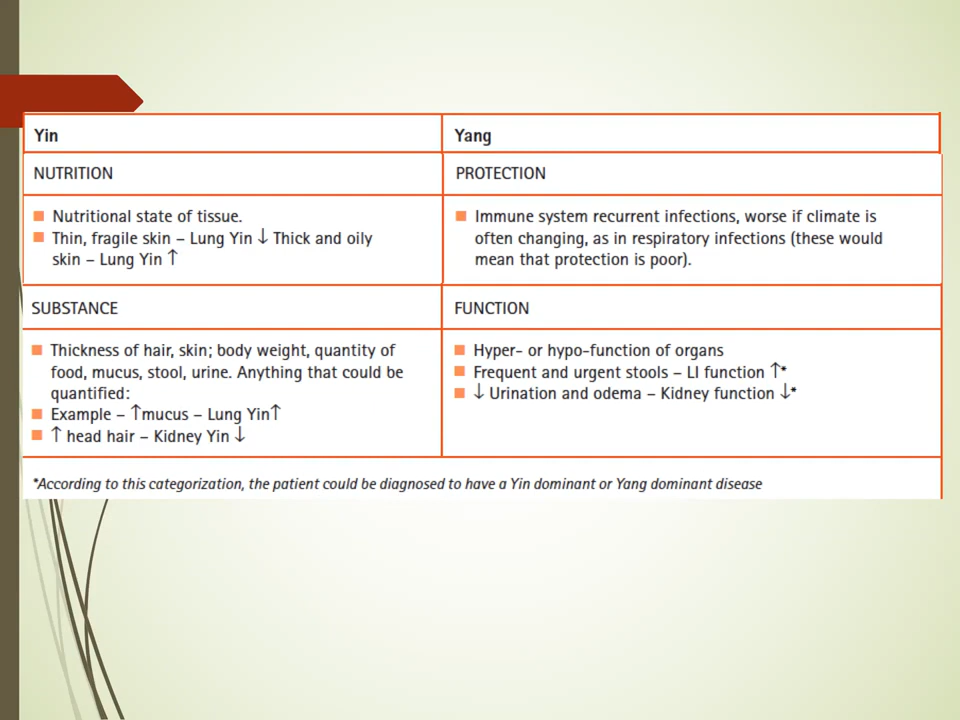 Yin
Yang
NUTRITION
PROTECTION
■ Nutritional state of tissue.
■ Thin, fragile skin – Lung Yin ↓ Thick and oily
skin – Lung Yin ↑
■ Immune system recurrent infections, worse if climate is
often changing, as in respiratory infections (these would
mean that protection is poor).
SUBSTANCE
FUNCTION
■ Thickness of hair, skin; body weight, quantity of
food, mucus, stool, urine. Anything that could be
quantified:
■ Example – ↑mucus – Lung Yin↑
■ ↑ head hair – Kidney Yin ↓
■ Hyper- or hypo-function of organs
■ Frequent and urgent stools – LI function ↑*
■ ↓ Urination and odema – Kidney function ↓*
*According to this categorization, the patient could be diagnosed to have a Yin dominant or Yang dominant disease